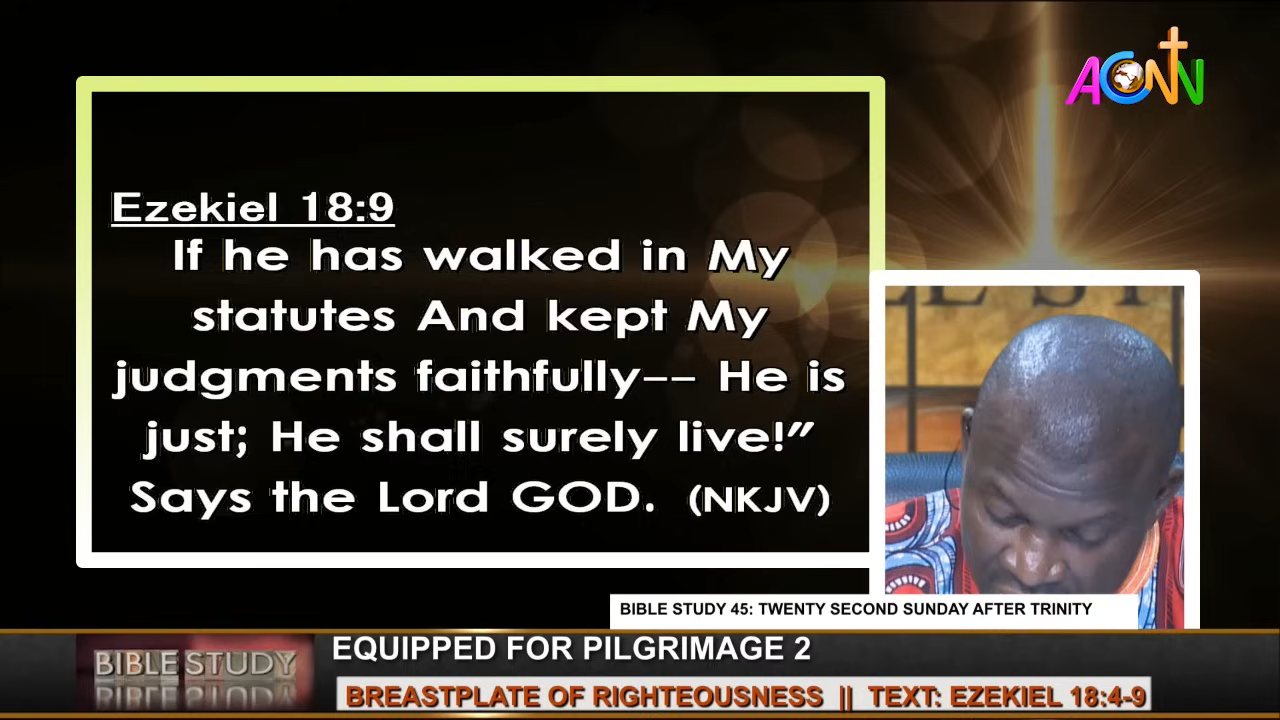 ACNN
Ezekiel 18:9
If he has walked in My
statutes And kept My
judgments faithfully-- He is
just; He shall surely live!”
Says the Lord GOD. (NKJV)
BIBLE STUDY 45: TWENTY SECOND SUNDAY AFTER TRINITY
BIBLE STUDY
EQUIPPED FOR PILGRIMAGE 2
BREASTPLATE OF RIGHTEOUSNESS || TEXT: EZEKIEL 18:4-9